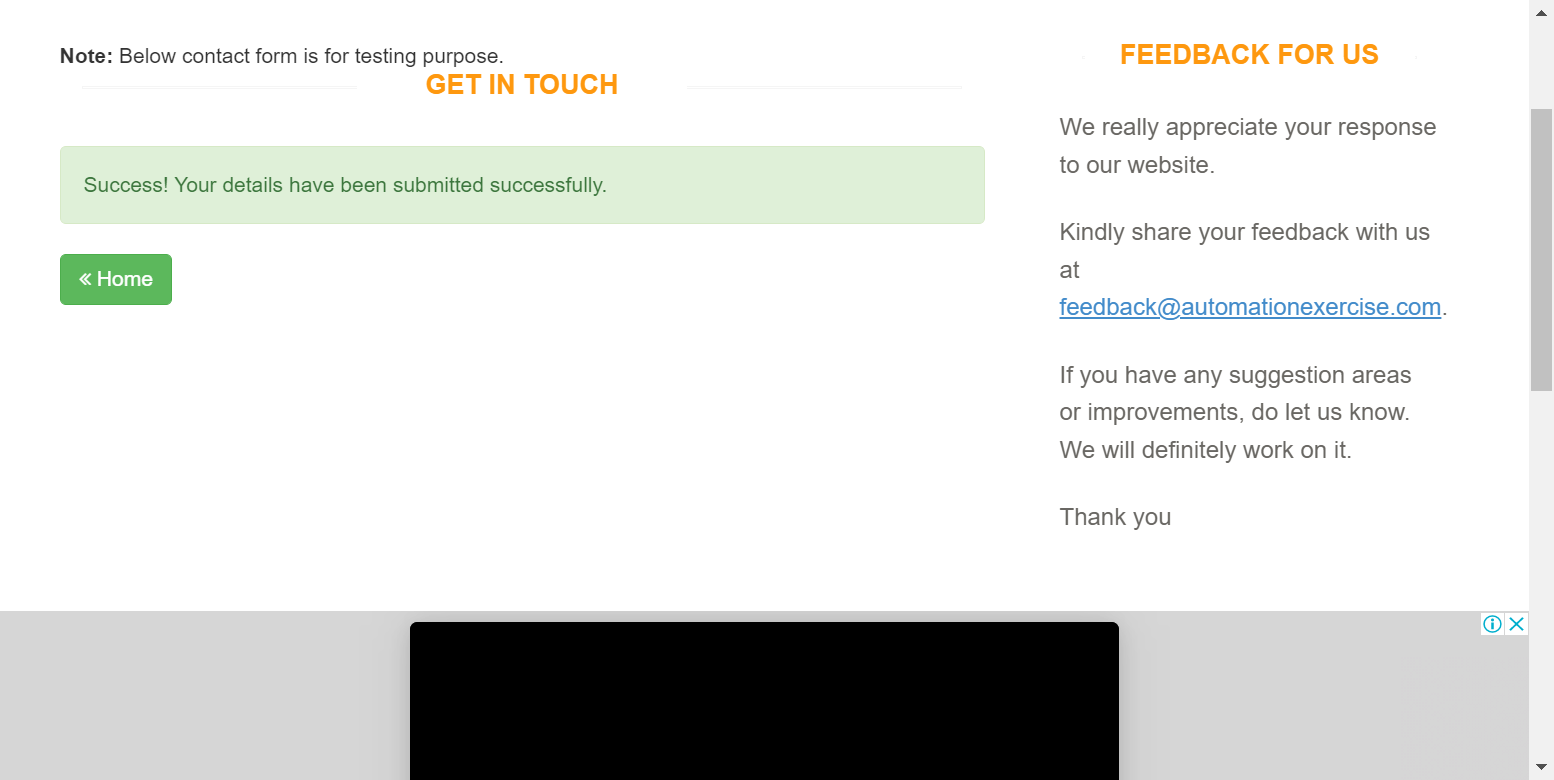 Note: Below contact form is for testing purpose.
GET IN TOUCH
Success! Your details have been submitted successfully.
« Home
FEEDBACK FOR US
We really appreciate your response
to our website.
Kindly share your feedback with us
at
feedback@automationexercise.com.
If you have any suggestion areas
or improvements, do let us know.
We will definitely work on it.
Thank you